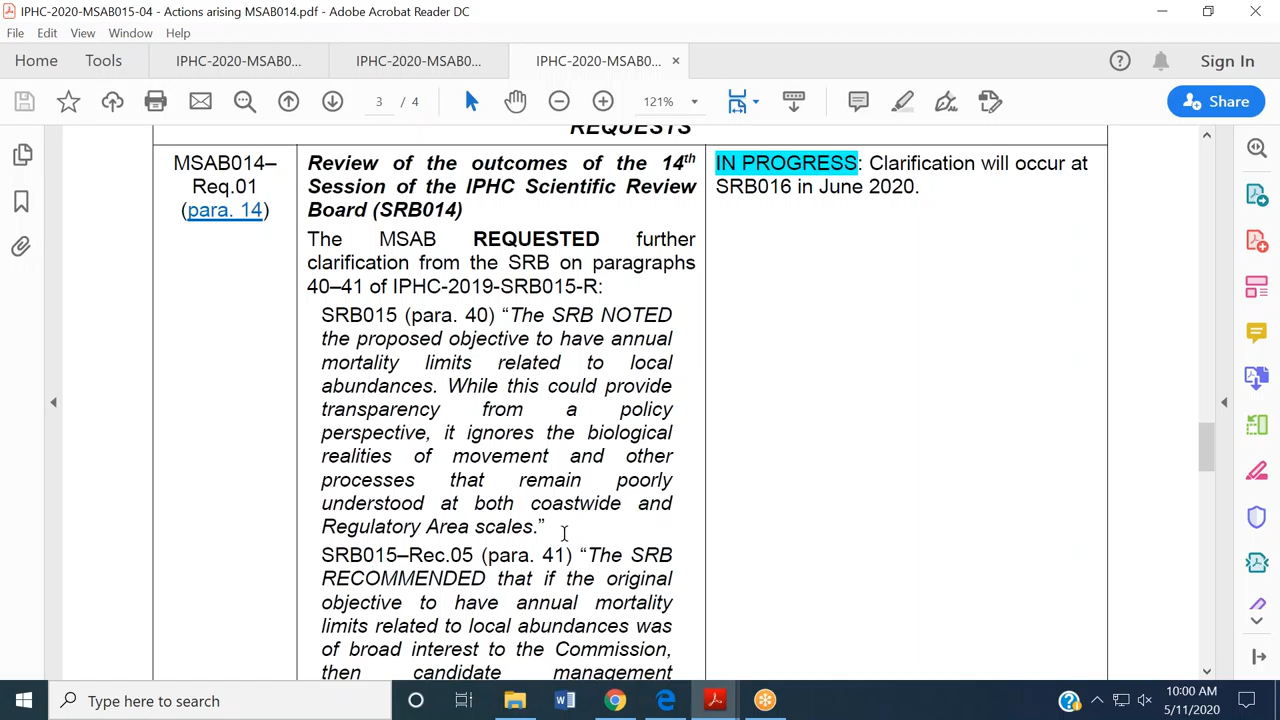 IPHC-2020-MSAB015-04 - Actions arising MSAB014.pdf - Adobe Acrobat Reader DC
File Edit View Window Help
Home Tools IPHC-2020-MSAB0... IPHC-2020-MSAB0... IPHC-2020-MSAB0... × Sign In
3 / 4 121% Share
REQUESTS
MSAB014–
Req.01
(para. 14)
Review of the outcomes of the 14th
Session of the IPHC Scientific Review
Board (SRB014)
The MSAB REQUESTED further
clarification from the SRB on paragraphs
40–41 of IPHC-2019-SRB015-R:
SRB015 (para. 40) “The SRB NOTED
the proposed objective to have annual
mortality limits related to local
abundances. While this could provide
transparency from a policy
perspective, it ignores the biological
realities of movement and other
processes that remain poorly
understood at both coastwide and
Regulatory Area scales.”
SRB015–Rec.05 (para. 41) “The SRB
RECOMMENDED that if the original
objective to have annual mortality
limits related to local abundances was
of broad interest to the Commission,
then candidate management
IN PROGRESS: Clarification will occur at
SRB016 in June 2020.
Type here to search
10:00 AM
5/11/2020